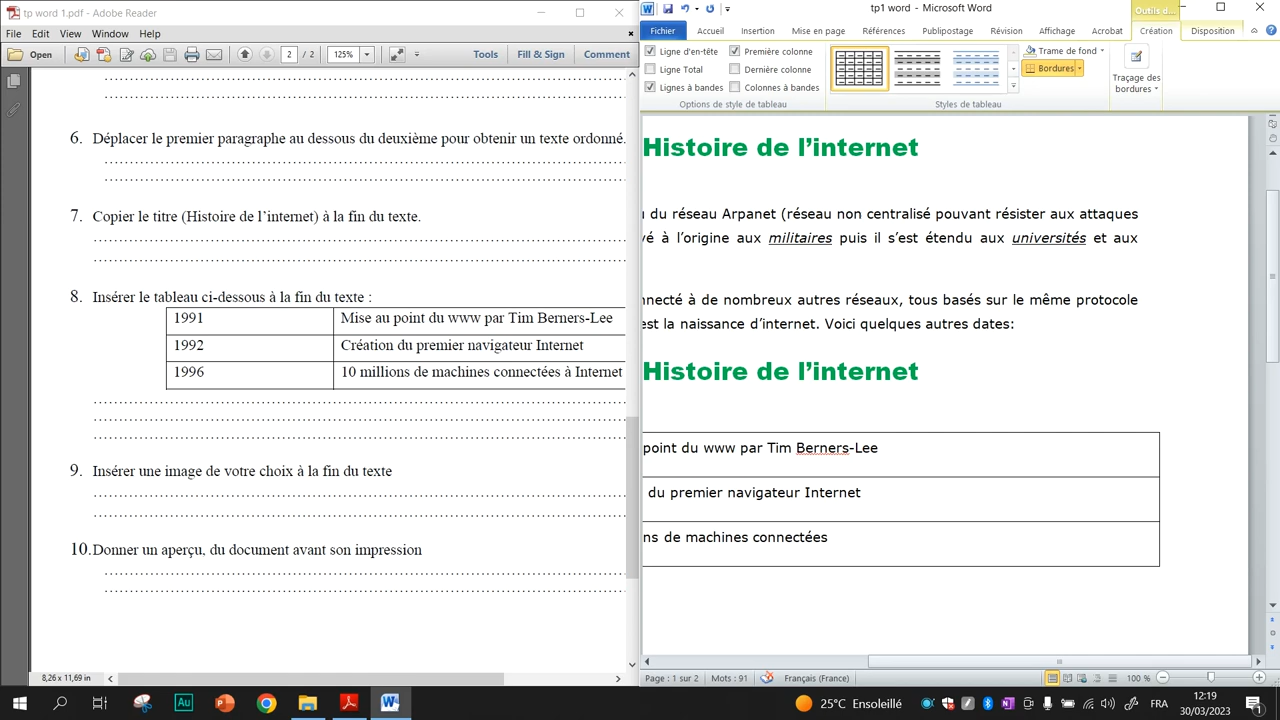 tp word 1.pdf - Adobe Reader
File Edit View Window Help
Open 2 / 2 125% Tools Fill & Sign Comment
6. Déplacer le premier paragraphe au dessous du deuxième pour obtenir un texte ordonné.
7. Copier le titre (Histoire de l’internet) à la fin du texte.
8. Insérer le tableau ci-dessous à la fin du texte :
1991 Mise au point du www par Tim Berners-Lee
1992 Création du premier navigateur Internet
1996 10 millions de machines connectées à Internet
9. Insérer une image de votre choix à la fin du texte
10. Donner un aperçu, du document avant son impression
8,26 x 11,69 in
tp1 word - Microsoft Word
Outils d...
Fichier Accueil Insertion Mise en page Références Publipostage Révision Affichage Acrobat Création Disposition
Ligne d'en-tête Première colonne
Ligne Total Dernière colonne
Lignes à bandes Colonnes à bandes
Options de style de tableau
Styles de tableau
Trame de fond
Bordures
Traçage des
bordures
Histoire de l’internet
du réseau Arpanet (réseau non centralisé pouvant résister aux attaques
vé à l’origine aux militaires puis il s’est étendu aux universités et aux
nnecté à de nombreux autres réseaux, tous basés sur le même protocole
est la naissance d’internet. Voici quelques autres dates:
Histoire de l’internet
point du www par Tim Berners-Lee
du premier navigateur Internet
ns de machines connectées
Page : 1 sur 2 Mots : 91 Français (France) 100 %
Au P W 25°C Ensoleillé FRA 12:19
30/03/2023 1